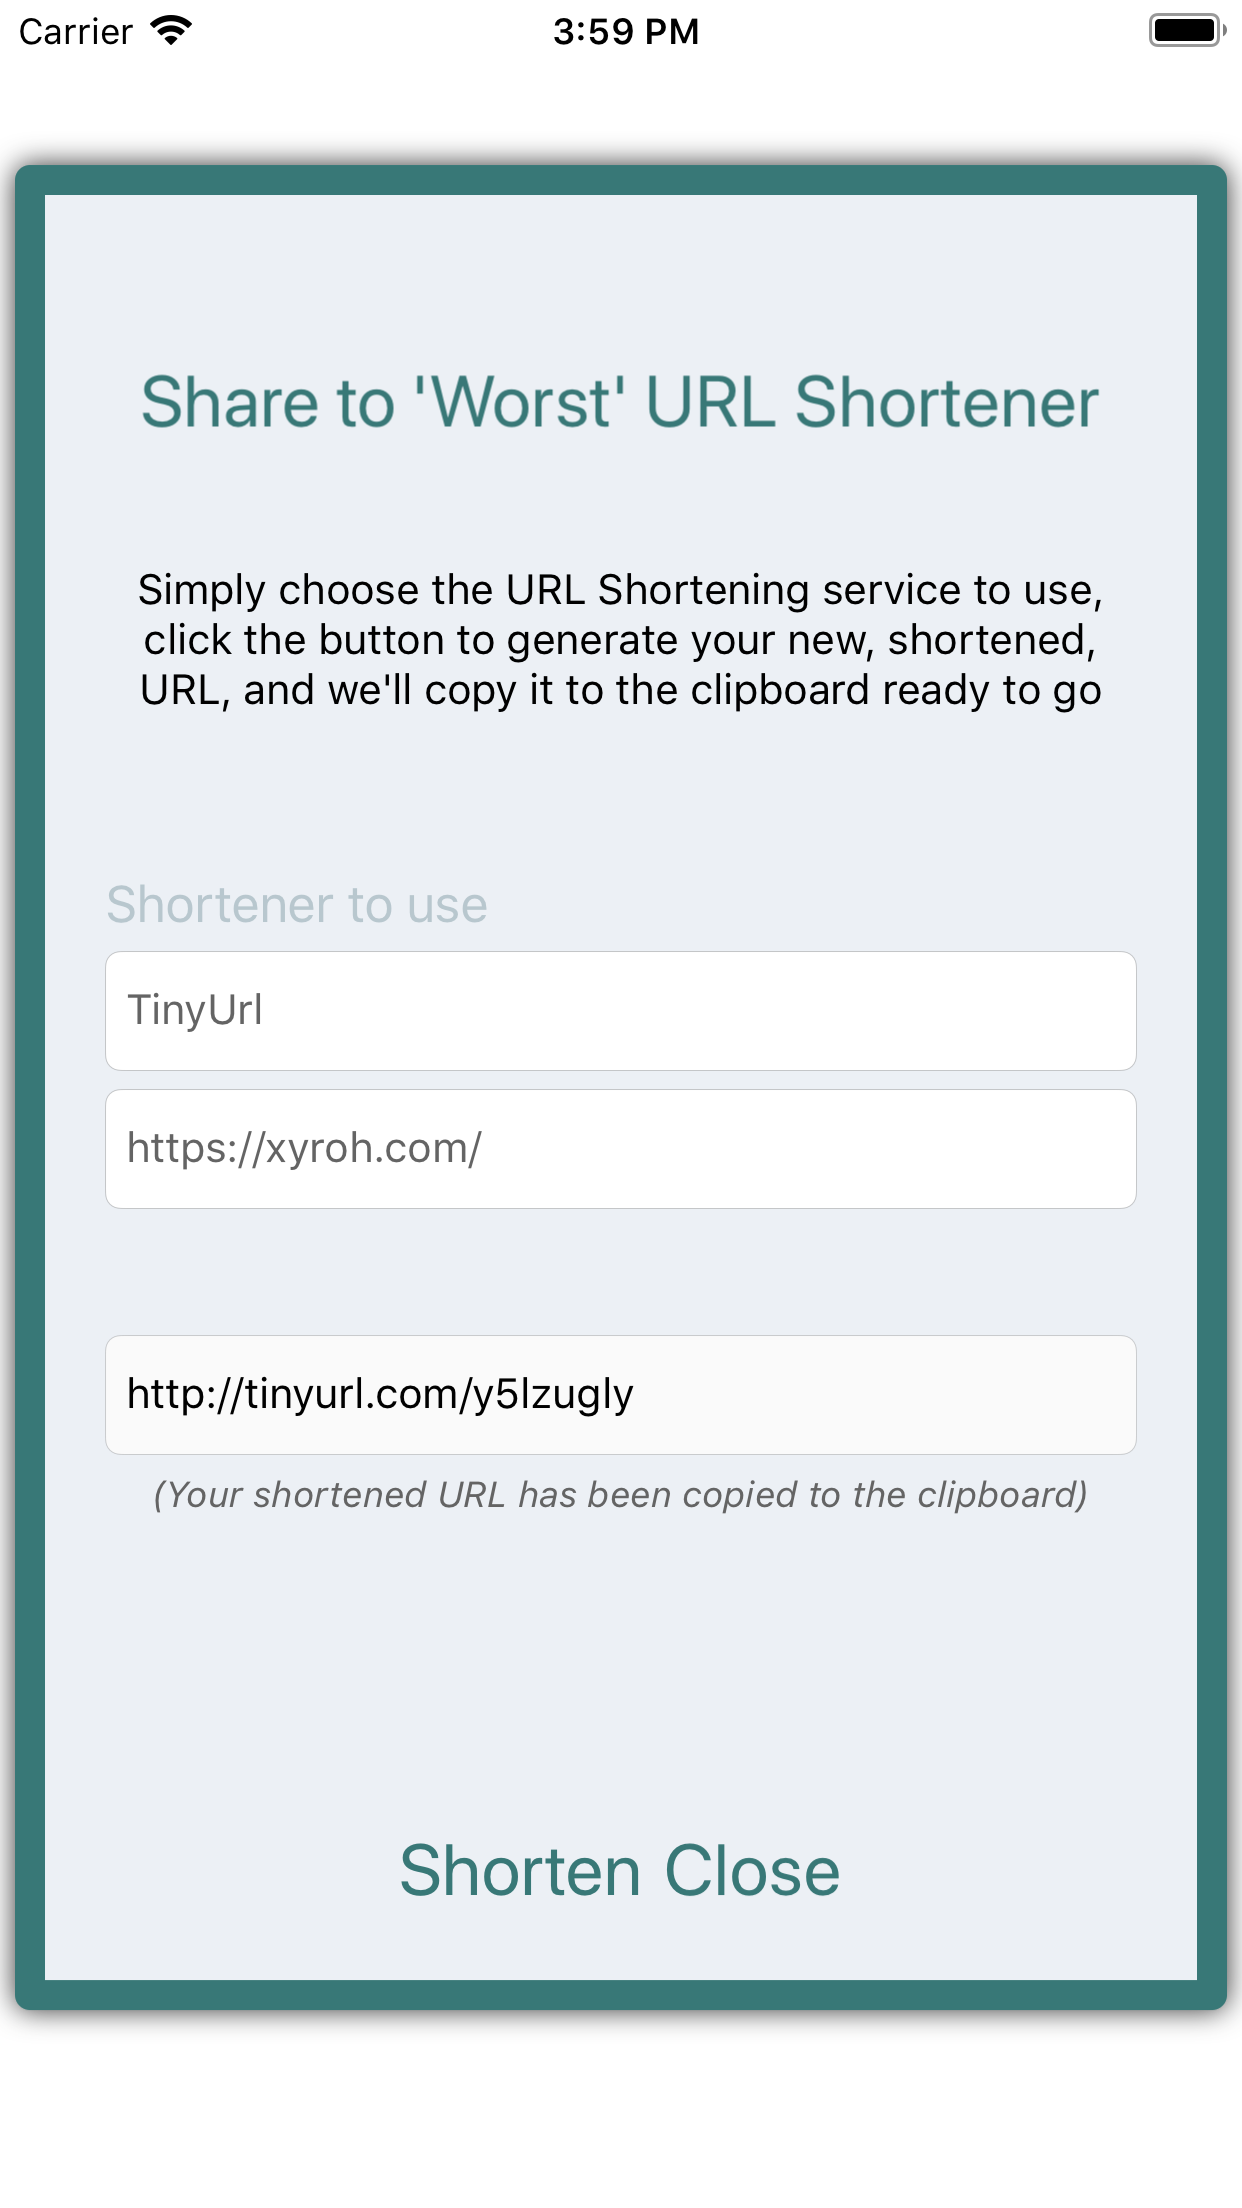 Carrier 3:59 PM
Share to 'Worst' URL Shortener
Simply choose the URL Shortening service to use,
click the button to generate your new, shortened,
URL, and we'll copy it to the clipboard ready to go
Shortener to use
TinyUrl
https://xyroh.com/
http://tinyurl.com/y5lzugly
(Your shortened URL has been copied to the clipboard)
Shorten Close